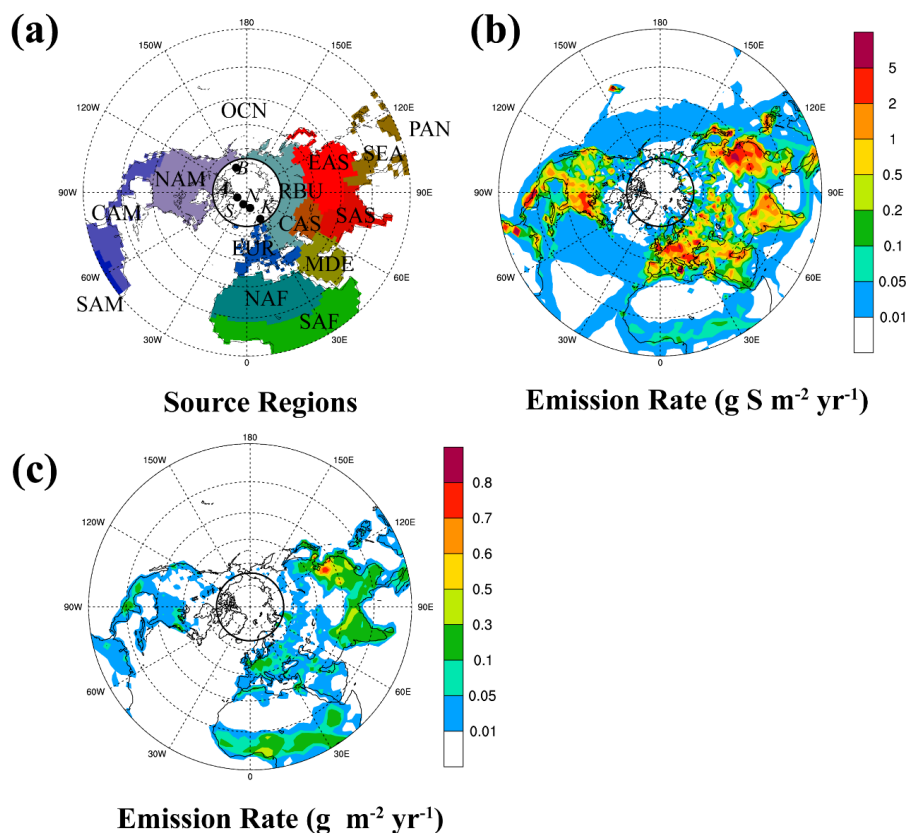 (a)
180
150W
150E
120W
120E
90W
90E
60W
60E
30W
30E
0
OCN
PAN
SEA
EAS
NAM
RBU
B
A
N
S
K
CAM
CAS
SAS
EUR
MDE
SAM
NAF
SAF
Source Regions
(b)
180
150W
150E
120W
120E
90W
90E
60W
60E
30W
30E
0
5
2
1
0.5
0.2
0.1
0.05
0.01
Emission Rate (g S m⁻² yr⁻¹)
(c)
180
150W
150E
120W
120E
90W
90E
60W
60E
30W
30E
0
0.8
0.7
0.6
0.5
0.3
0.1
0.05
0.01
Emission Rate (g m⁻² yr⁻¹)